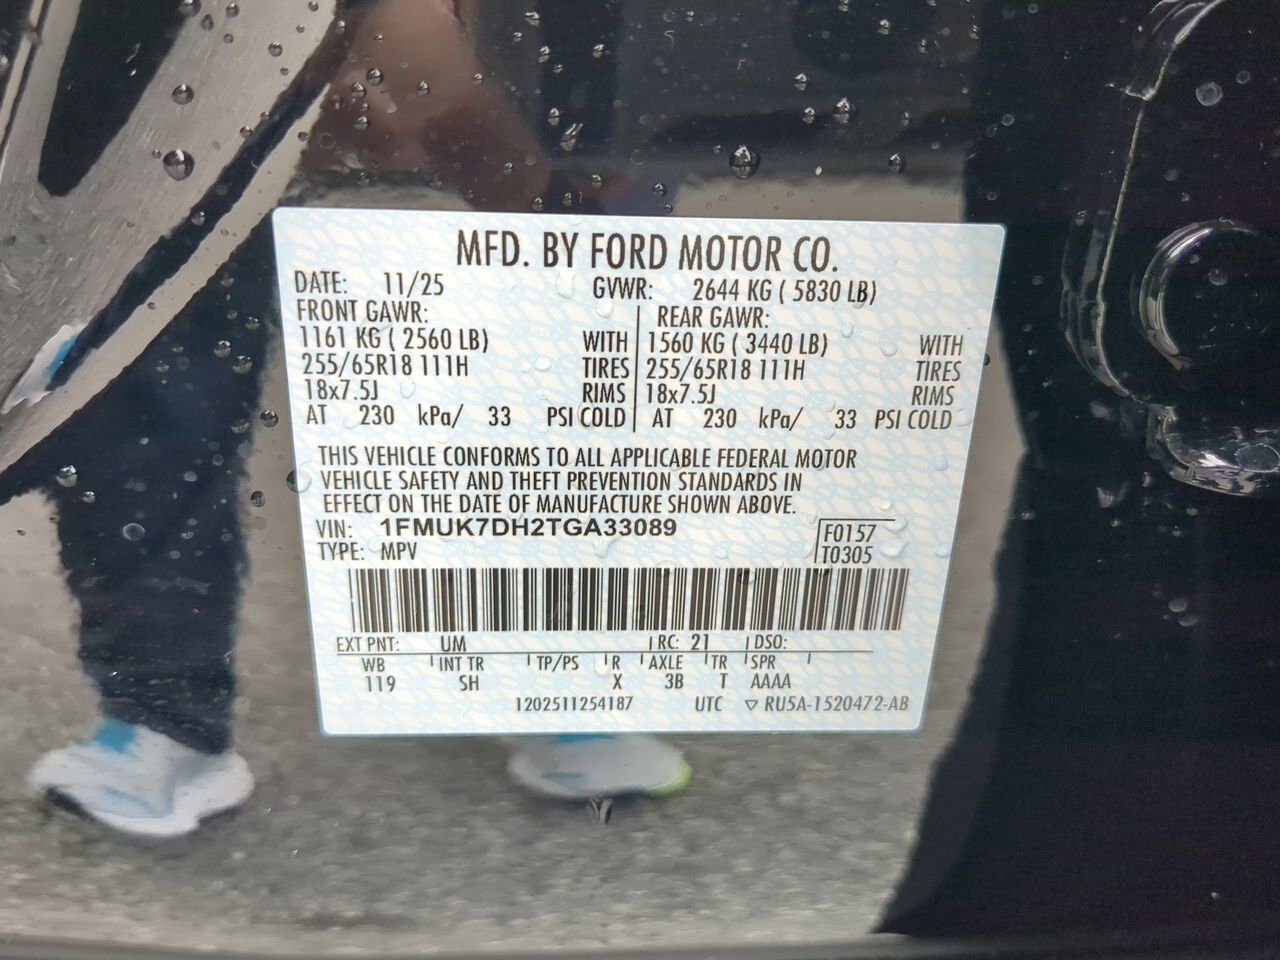 MFD. BY FORD MOTOR CO.
DATE: 11/25 GVWR: 2644 KG ( 5830 LB)
FRONT GAWR: REAR GAWR:
1161 KG ( 2560 LB) WITH 1560 KG ( 3440 LB) WITH
255/65R18 111H TIRES 255/65R18 111H TIRES
18x7.5J RIMS 18x7.5J RIMS
AT 230 kPa/ 33 PSI COLD AT 230 kPa/ 33 PSI COLD
THIS VEHICLE CONFORMS TO ALL APPLICABLE FEDERAL MOTOR
VEHICLE SAFETY AND THEFT PREVENTION STANDARDS IN
EFFECT ON THE DATE OF MANUFACTURE SHOWN ABOVE.
VIN: 1FMUK7DH2TGA33089 F0157
TYPE: MPV T0305
EXT PNT: UM RC: 21 DSO:
WB INT TR TP/PS R AXLE TR SPR
119 SH X 3B T AAAA
1202511254187 UTC ▽ RU5A-1520472-AB